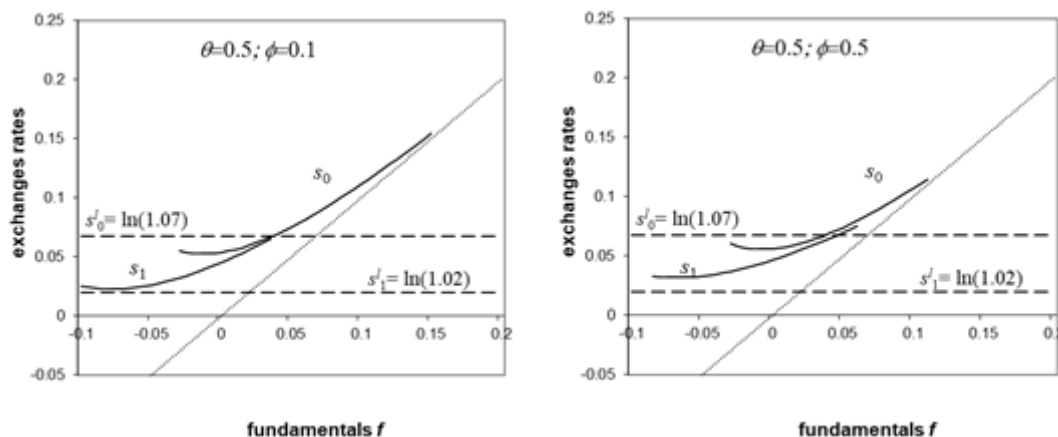 0.25
θ=0.5; ϕ=0.1
0.2
0.15
s0
0.1
s^l_0= ln(1.07)
0.05
s1
s^l_1= ln(1.02)
0
-0.1
-0.05
0
0.05
0.1
0.15
0.2
-0.05
exchanges rates
fundamentals f
0.25
θ=0.5; ϕ=0.5
0.2
0.15
s0
0.1
s^l_0= ln(1.07)
0.05
s1
s^l_1= ln(1.02)
0
-0.1
-0.05
0
0.05
0.1
0.15
0.2
-0.05
exchanges rates
fundamentals f